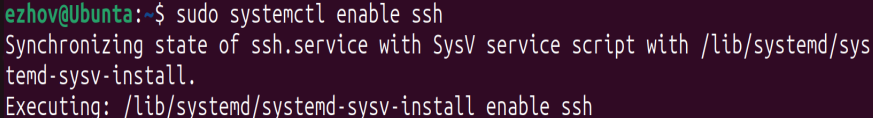 ezhov@Ubunta:~$ sudo systemctl enable ssh
Synchronizing state of ssh.service with SysV service script with /lib/systemd/sys
temd-sysv-install.
Executing: /lib/systemd/systemd-sysv-install enable ssh